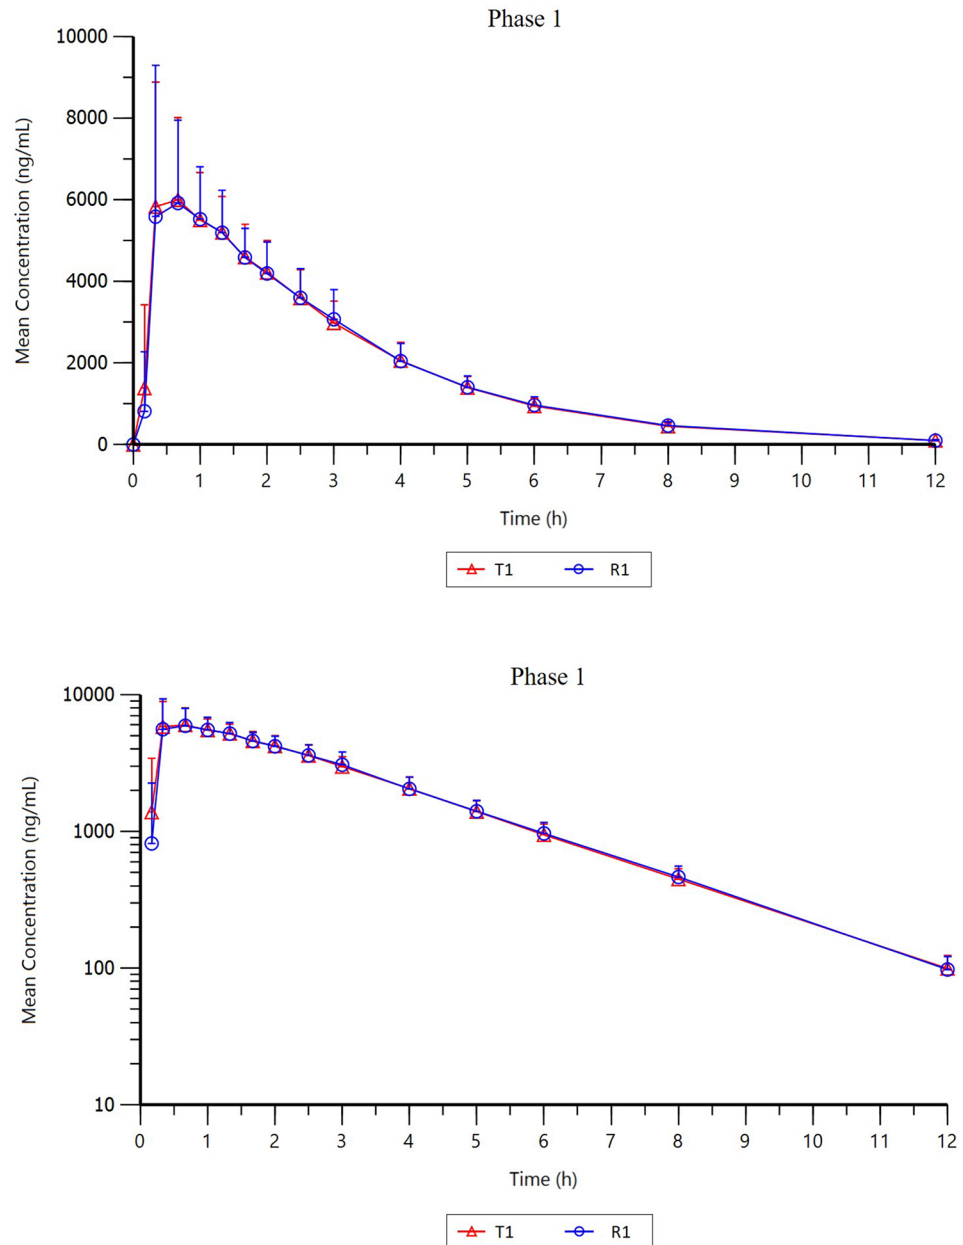 Phase 1
Mean Concentration (ng/mL)
10000
8000
6000
4000
2000
0
0 1 2 3 4 5 6 7 8 9 10 11 12
Time (h)
T1 R1
Phase 1
Mean Concentration (ng/mL)
10000
1000
100
10
0 1 2 3 4 5 6 7 8 9 10 11 12
Time (h)
T1 R1